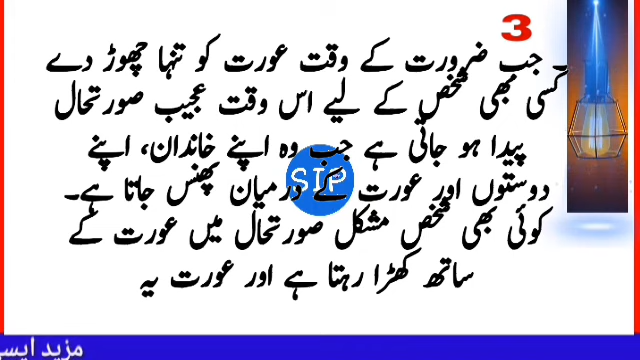 3
۔ جب ضرورت کے وقت عورت کو تنہا چھوڑ دے
کسی بھی شخص کے لیے اس وقت عجیب صورتحال
پیدا ہو جاتی ہے جب وہ اپنے خاندان، اپنے
دوستوں اور عورت کے درمیان پھنس جاتا ہے۔
کوئی بھی شخص مشکل صورتحال میں عورت کے
ساتھ کھڑا رہتا ہے اور عورت یہ
STP
مزید ایسی